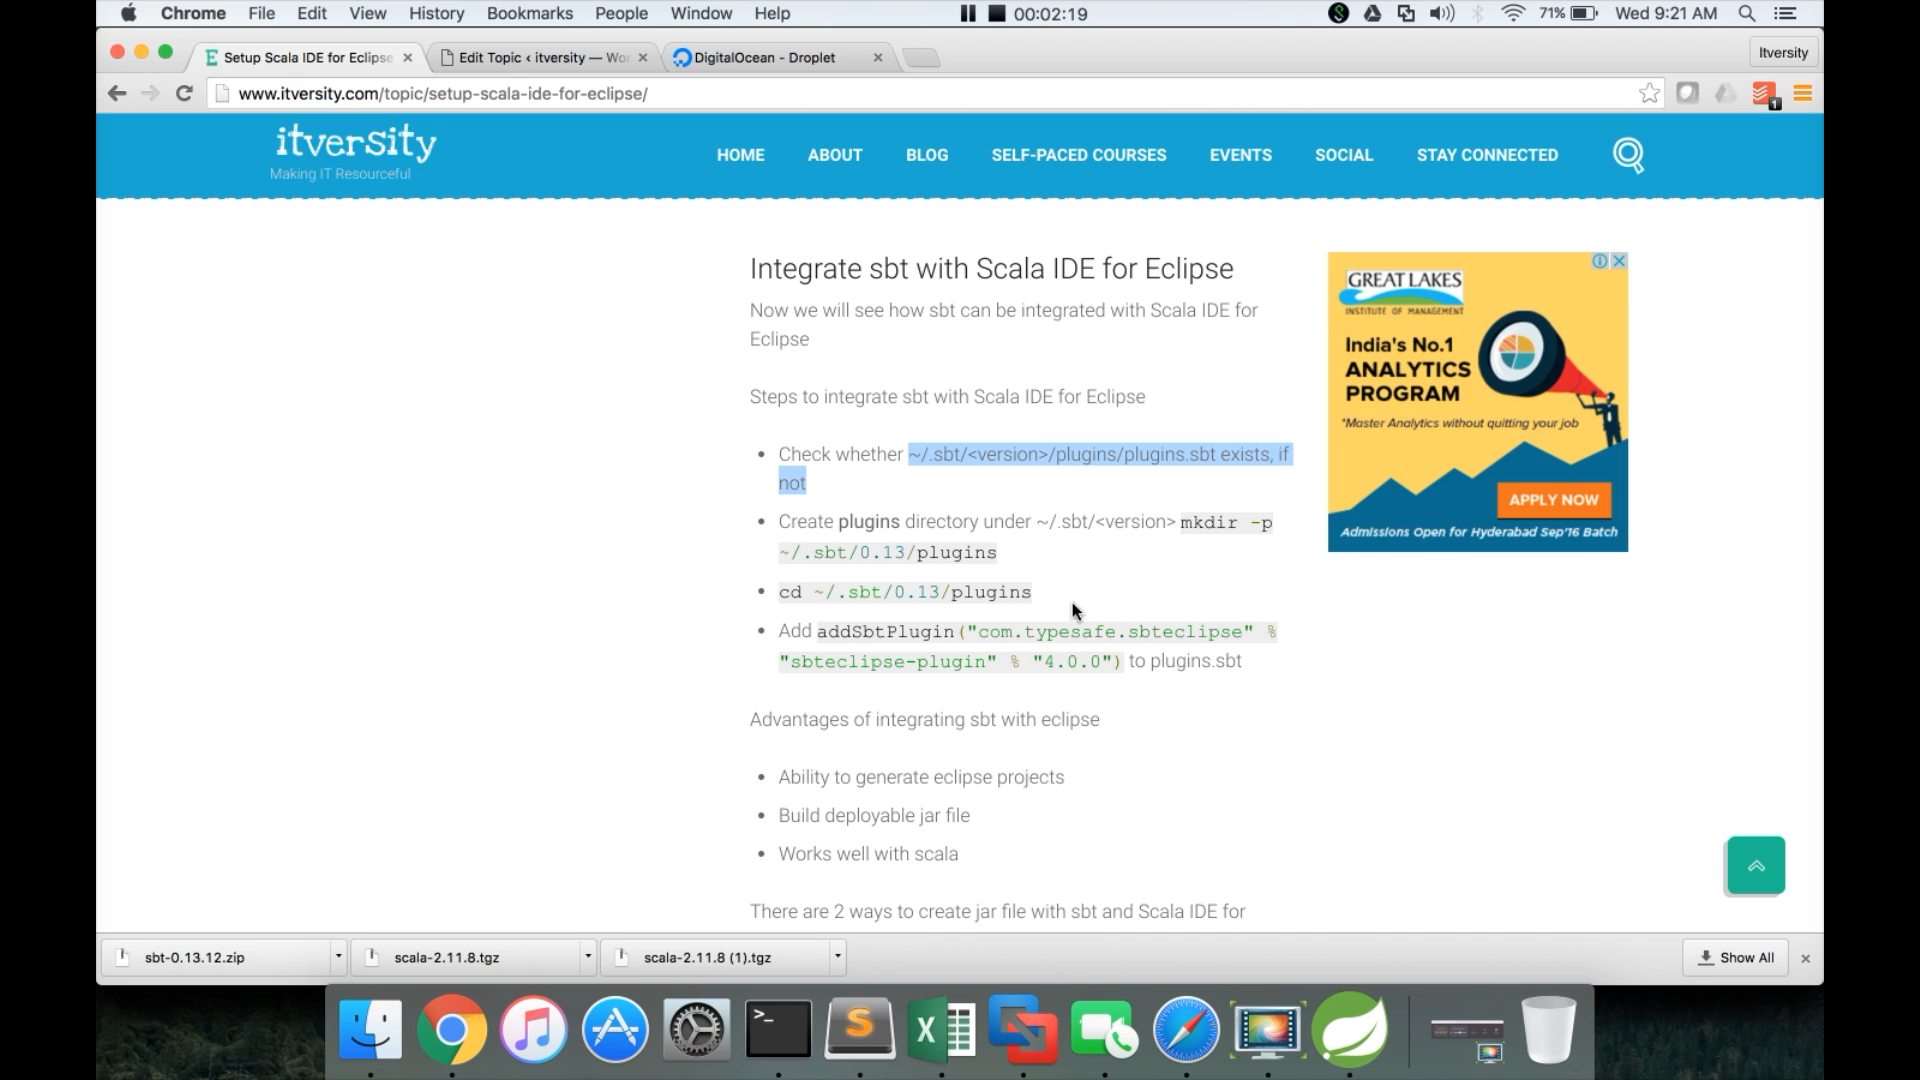 Chrome File Edit View History Bookmarks People Window Help 00:02:19 71% Wed 9:21 AM
Setup Scala IDE for Eclipse Edit Topic ‹ itversity — Wo DigitalOcean - Droplet Itversity
www.itversity.com/topic/setup-scala-ide-for-eclipse/
itversity
Making IT Resourceful
HOME ABOUT BLOG SELF-PACED COURSES EVENTS SOCIAL STAY CONNECTED
Integrate sbt with Scala IDE for Eclipse
Now we will see how sbt can be integrated with Scala IDE for
Eclipse
Steps to integrate sbt with Scala IDE for Eclipse
• Check whether ~/.sbt/<version>/plugins/plugins.sbt exists, if
not
• Create plugins directory under ~/.sbt/<version> mkdir -p
~/.sbt/0.13/plugins
• cd ~/.sbt/0.13/plugins
• Add addSbtPlugin("com.typesafe.sbteclipse" %
"sbteclipse-plugin" % "4.0.0") to plugins.sbt
Advantages of integrating sbt with eclipse
• Ability to generate eclipse projects
• Build deployable jar file
• Works well with scala
There are 2 ways to create jar file with sbt and Scala IDE for
GREAT LAKES
INSTITUTE OF MANAGEMENT
India's No.1
ANALYTICS
PROGRAM
*Master Analytics without quitting your job
APPLY NOW
Admissions Open for Hyderabad Sep'16 Batch
sbt-0.13.12.zip scala-2.11.8.tgz scala-2.11.8 (1).tgz Show All